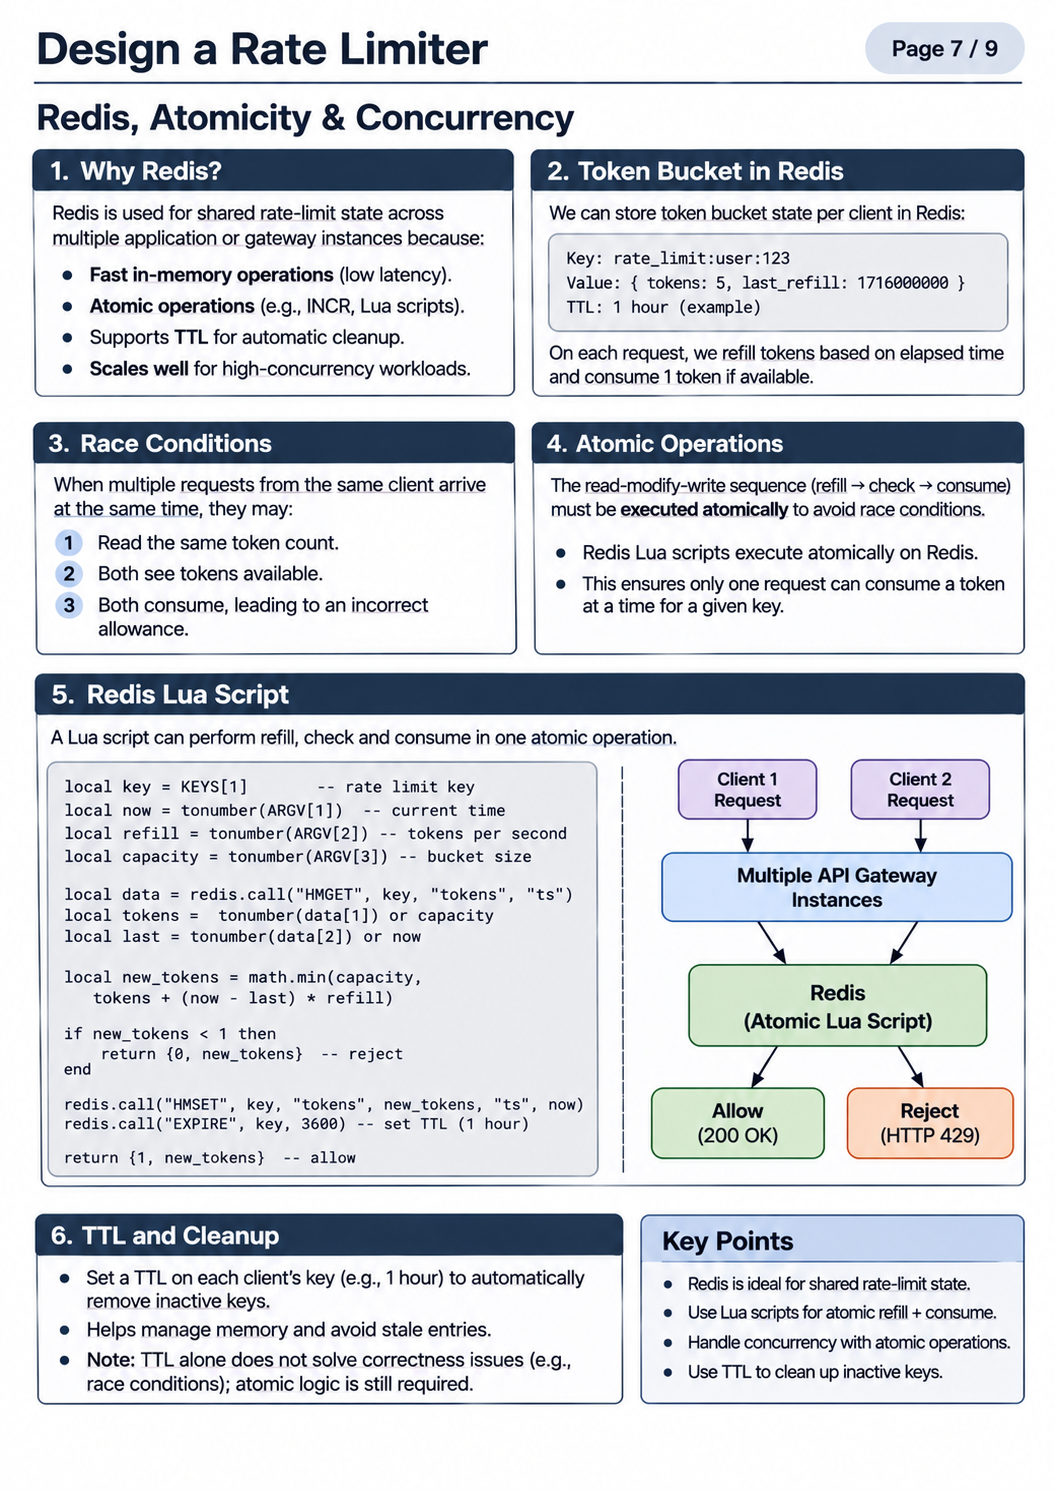 Design a Rate Limiter
Page 7 / 9
Redis, Atomicity & Concurrency
1. Why Redis?
Redis is used for shared rate-limit state across
multiple application or gateway instances because:
● Fast in-memory operations (low latency).
● Atomic operations (e.g., INCR, Lua scripts).
● Supports TTL for automatic cleanup.
● Scales well for high-concurrency workloads.
2. Token Bucket in Redis
We can store token bucket state per client in Redis:
Key: rate_limit:user:123
Value: { tokens: 5, last_refill: 1716000000 }
TTL: 1 hour (example)
On each request, we refill tokens based on elapsed time
and consume 1 token if available.
3. Race Conditions
When multiple requests from the same client arrive
at the same time, they may:
1 Read the same token count.
2 Both see tokens available.
3 Both consume, leading to an incorrect
allowance.
4. Atomic Operations
The read-modify-write sequence (refill → check → consume)
must be executed atomically to avoid race conditions.
● Redis Lua scripts execute atomically on Redis.
● This ensures only one request can consume a token
at a time for a given key.
5. Redis Lua Script
A Lua script can perform refill, check and consume in one atomic operation.
local key = KEYS[1] -- rate limit key
local now = tonumber(ARGV[1]) -- current time
local refill = tonumber(ARGV[2]) -- tokens per second
local capacity = tonumber(ARGV[3]) -- bucket size
local data = redis.call("HMGET", key, "tokens", "ts")
local tokens = tonumber(data[1]) or capacity
local last = tonumber(data[2]) or now
local new_tokens = math.min(capacity,
tokens + (now - last) * refill)
if new_tokens < 1 then
return {0, new_tokens} -- reject
end
redis.call("HMSET", key, "tokens", new_tokens, "ts", now)
redis.call("EXPIRE", key, 3600) -- set TTL (1 hour)
return {1, new_tokens} -- allow
Client 1
Request
Client 2
Request
Multiple API Gateway
Instances
Redis
(Atomic Lua Script)
Allow
(200 OK)
Reject
(HTTP 429)
6. TTL and Cleanup
● Set a TTL on each client's key (e.g., 1 hour) to automatically
remove inactive keys.
● Helps manage memory and avoid stale entries.
● Note: TTL alone does not solve correctness issues (e.g.,
race conditions); atomic logic is still required.
Key Points
● Redis is ideal for shared rate-limit state.
● Use Lua scripts for atomic refill + consume.
● Handle concurrency with atomic operations.
● Use TTL to clean up inactive keys.